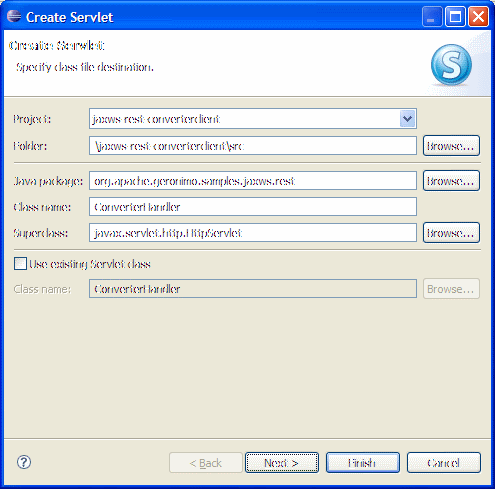 Create Servlet
Create Servlet
Specify class file destination.
Project: jaxws-rest-converterclient
Folder: \jaxws-rest-converterclient\src Browse...
Java package: org.apache.geronimo.samples.jaxws.rest Browse...
Class name: ConverterHandler
Superclass: javax.servlet.http.HttpServlet Browse...
Use existing Servlet class
Class name: ConverterHandler Browse...
? < Back Next > Finish Cancel